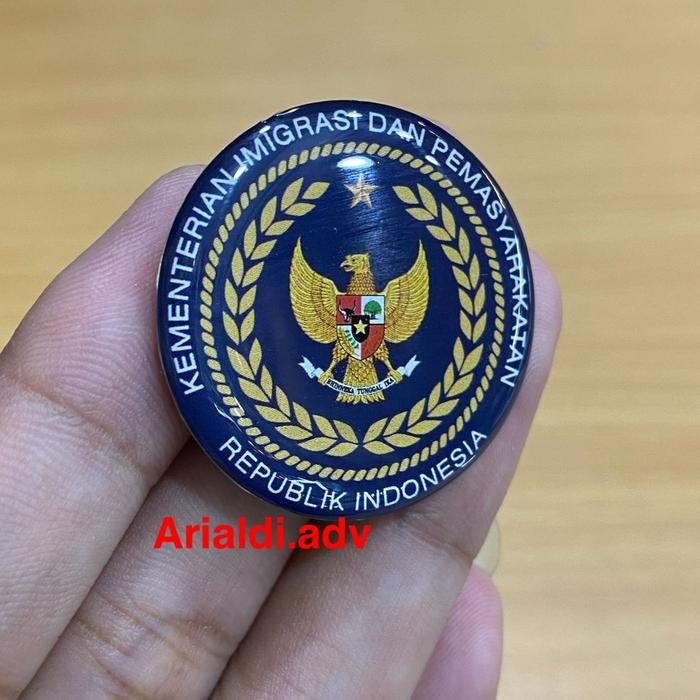 KEMENTERIAN IMIGRASI DAN PEMASYARAKATAN
BHINNEKA TUNGGAL IKA
REPUBLIK INDONESIA
Arialdi.adv